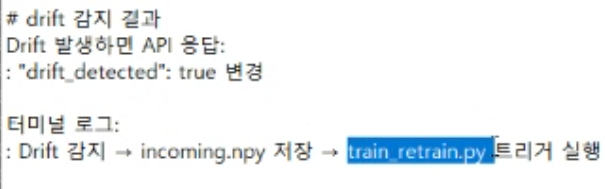 # drift 감지 결과
Drift 발생하면 API 응답:
: "drift_detected": true 변경
터미널 로그:
: Drift 감지 → incoming.npy 저장 → train_retrain.py 트리거 실행